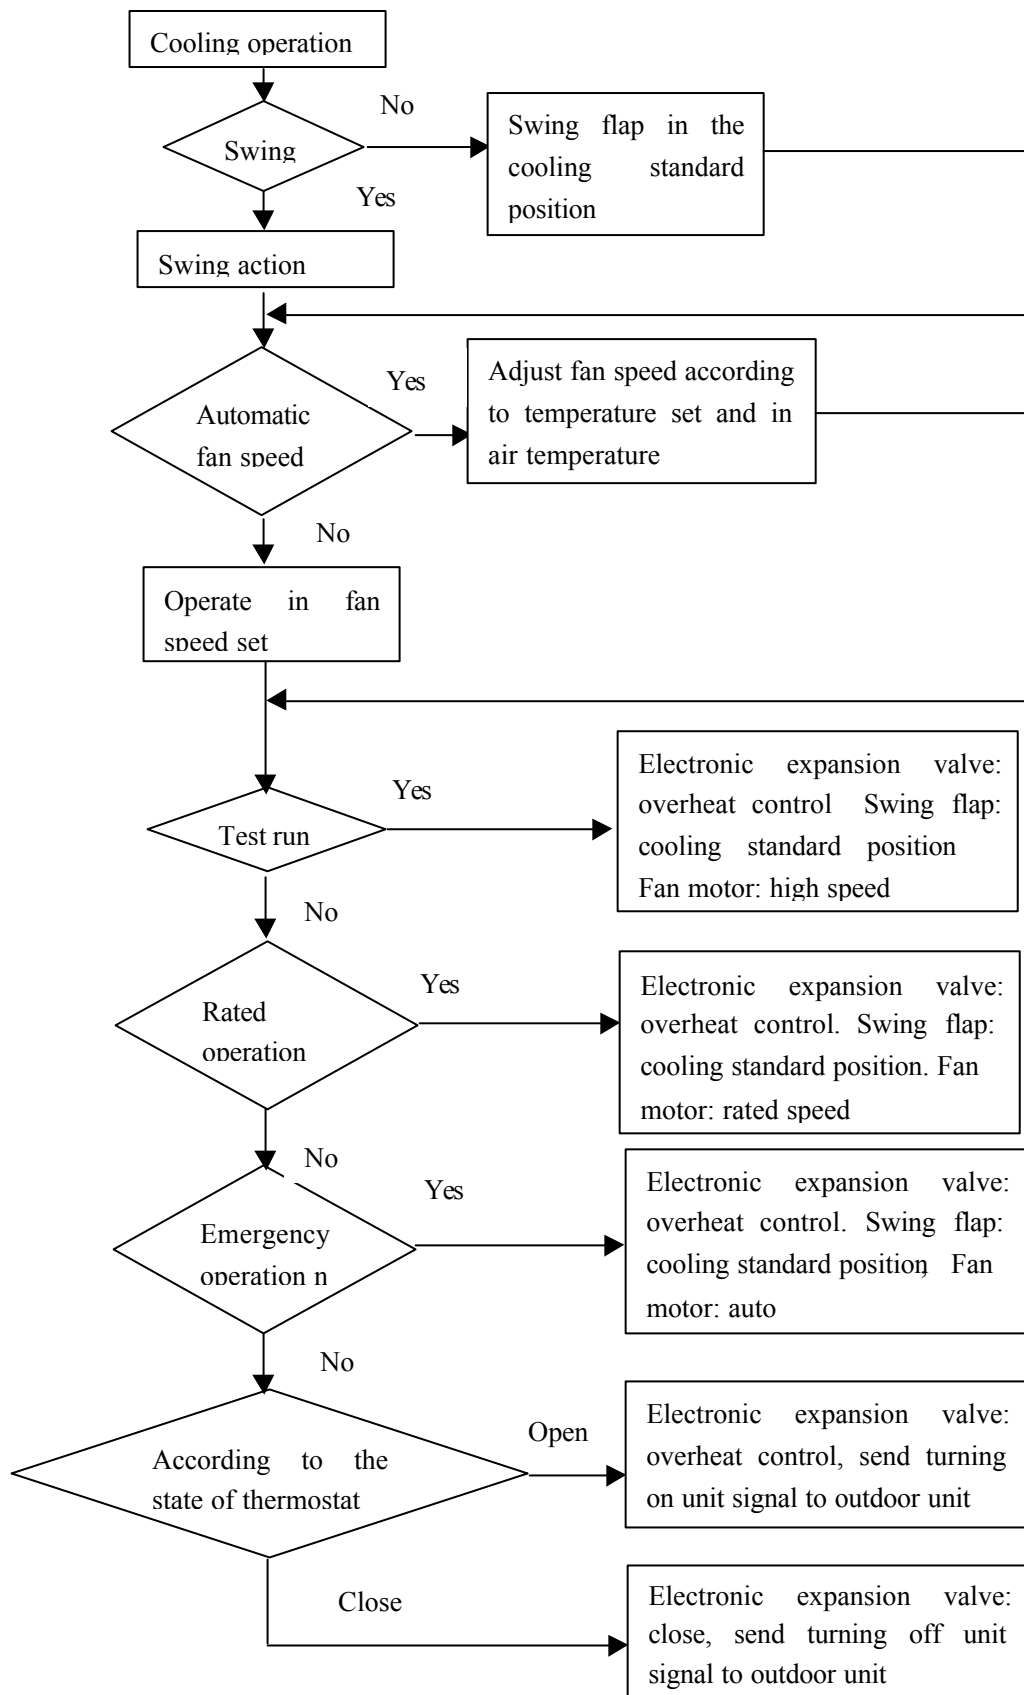 Cooling operation
No
Swing
Swing flap in the
cooling standard
position
Yes
Swing action
Yes
Automatic
fan speed
Adjust fan speed according
to temperature set and in
air temperature
No
Operate in fan
speed set
Yes
Test run
Electronic expansion valve:
overheat control Swing flap:
cooling standard position
Fan motor: high speed
No
Yes
Rated
operation
Electronic expansion valve:
overheat control. Swing flap:
cooling standard position. Fan
motor: rated speed
No
Yes
Emergency
operation n
Electronic expansion valve:
overheat control. Swing flap:
cooling standard position, Fan
motor: auto
No
Open
According to the
state of thermostat
Electronic expansion valve:
overheat control, send turning
on unit signal to outdoor unit
Close
Electronic expansion valve:
close, send turning off unit
signal to outdoor unit